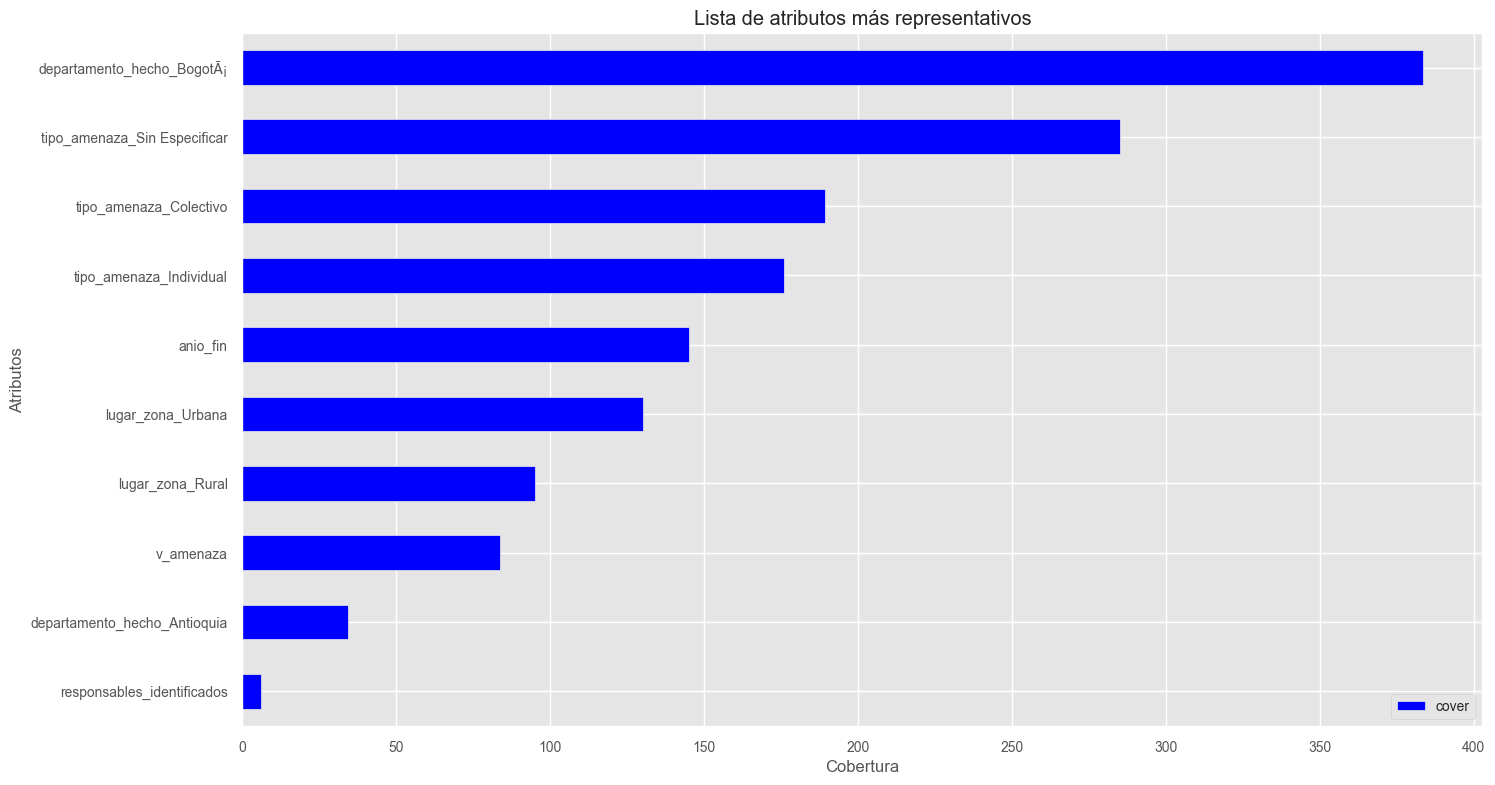 Lista de atributos más representativos
departamento_hecho_BogotÃ¡
tipo_amenaza_Sin Especificar
tipo_amenaza_Colectivo
tipo_amenaza_Individual
anio_fin
lugar_zona_Urbana
lugar_zona_Rural
v_amenaza
departamento_hecho_Antioquia
responsables_identificados
Atributos
cover
0 50 100 150 200 250 300 350 400
Cobertura